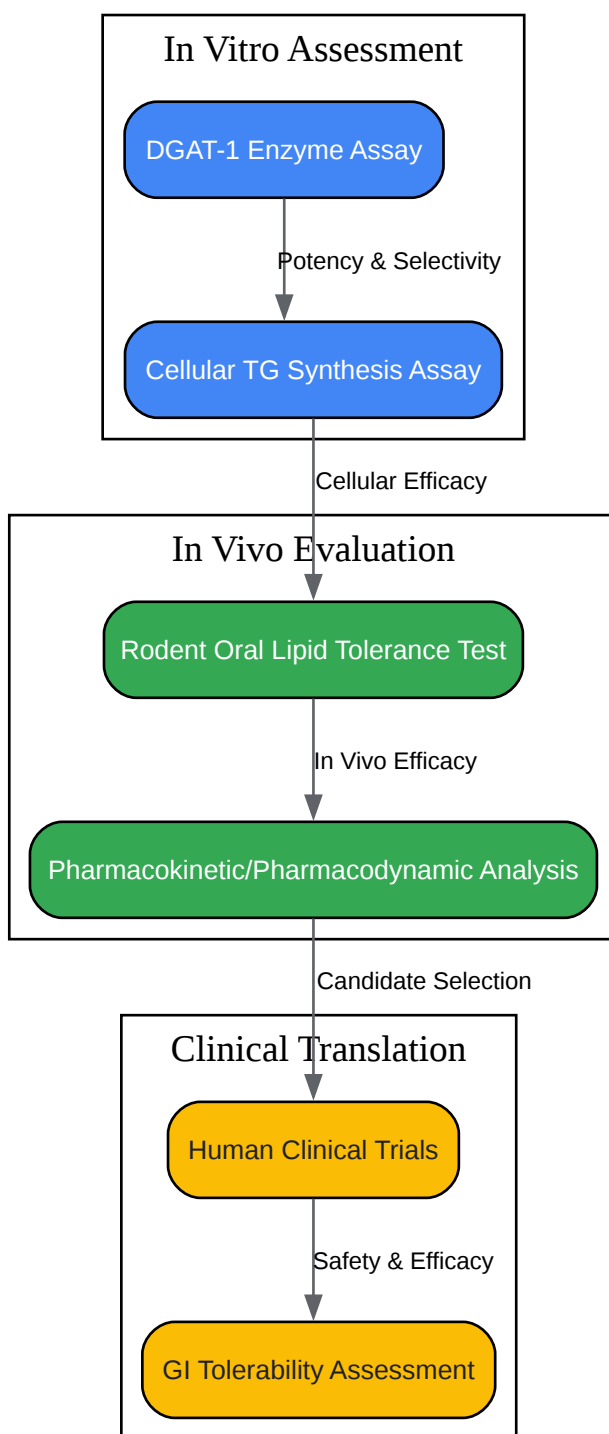 In Vitro Assessment
DGAT-1 Enzyme Assay
Potency & Selectivity
Cellular TG Synthesis Assay
Cellular Efficacy
In Vivo Evaluation
Rodent Oral Lipid Tolerance Test
In Vivo Efficacy
Pharmacokinetic/Pharmacodynamic Analysis
Candidate Selection
Clinical Translation
Human Clinical Trials
Safety & Efficacy
GI Tolerability Assessment